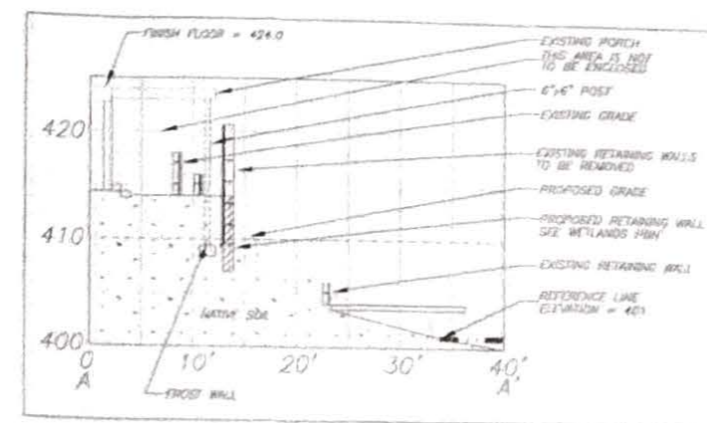 FINISH FLOOR = 424.0
EXISTING PORCH
THIS AREA IS NOT
TO BE ENCLOSED
6"x6" POST
EXISTING GRADE
EXISTING RETAINING WALLS
TO BE REMOVED
PROPOSED GRADE
PROPOSED RETAINING WALL
SEE WETLANDS
EXISTING RETAINING WALL
REFERENCE LINE
ELEVATION = 401
420
410
400
NATIVE
0 10' 20' 30' 40'
A A'
FROST WALL